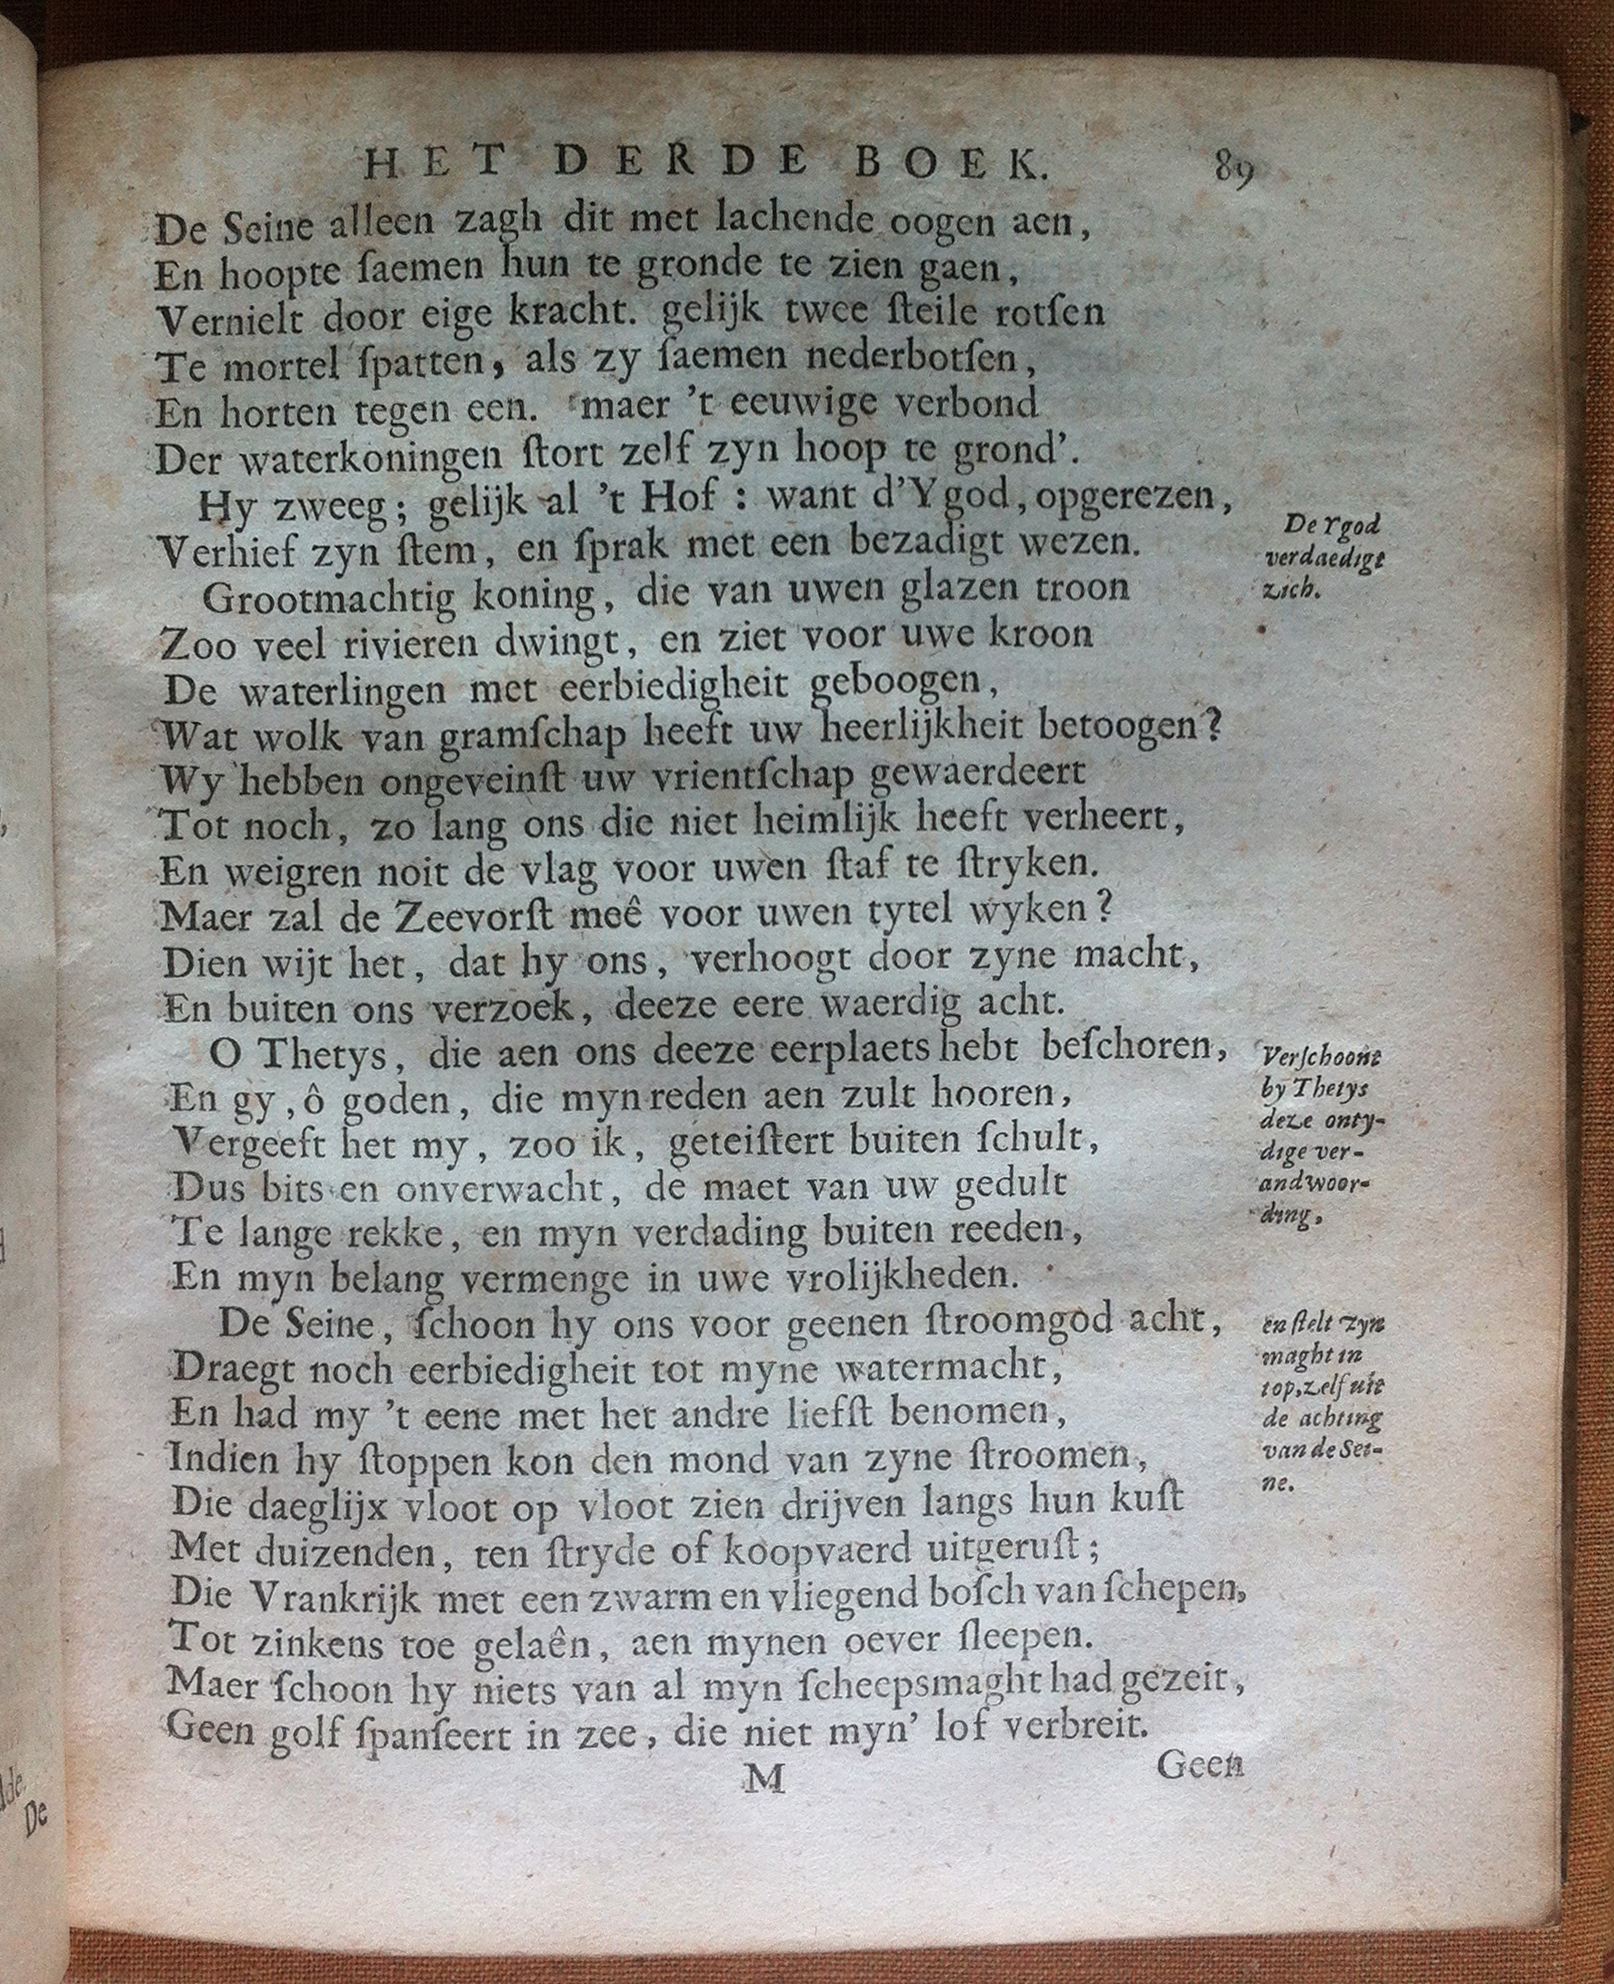 HET DERDE BOEK. 89
De Seine alleen zagh dit met lachende oogen aen,
En hoopte ſaemen hun te gronde te zien gaen,
Vernielt door eige kracht. gelijk twee ſteile rotſen
Te mortel ſpatten, als zy ſaemen nederbotſen,
En horten tegen een. maer 't eeuwige verbond
Der waterkoningen ſtort zelf zyn hoop te grond'.
Hy zweeg; gelijk al 't Hof: want d'Ygod, opgerezen,
Verhief zyn ſtem, en ſprak met een bezadigt wezen.
De Ygod
verdaedigt
zich.
Grootmachtig koning, die van uwen glazen troon
Zoo veel rivieren dwingt, en ziet voor uwe kroon
De waterlingen met eerbiedigheit geboogen,
Wat wolk van gramſchap heeft uw heerlijkheit betoogen?
Wy hebben ongeveinſt uw vrientſchap gewaerdeert
Tot noch, zo lang ons die niet heimlijk heeft verheert,
En weigren noit de vlag voor uwen ſtaf te ſtryken.
Maer zal de Zeevorſt meê voor uwen tytel wyken?
Dien wijt het, dat hy ons, verhoogt door zyne macht,
En buiten ons verzoek, deeze eere waerdig acht.
O Thetys, die aen ons deeze eerplaets hebt beſchoren,
En gy, ô goden, die myn reden aen zult hooren,
Vergeeft het my, zoo ik, geteiſtert buiten ſchult,
Dus bits en onverwacht, de maet van uw gedult
Te lange rekke, en myn verdading buiten reeden,
En myn belang vermenge in uwe vrolijkheden.
Verſchoont
by Thetys
deze onty-
dige ver-
andwoor-
ding,
De Seine, ſchoon hy ons voor geenen ſtroomgod acht,
Draegt noch eerbiedigheit tot myne watermacht,
En had my 't eene met het andre liefſt benomen,
Indien hy ſtoppen kon den mond van zyne ſtroomen,
Die daeglijx vloot op vloot zien drijven langs hun kuſt
Met duizenden, ten ſtryde of koopvaerd uitgeruſt;
Die Vrankrijk met een zwarm en vliegend boſch van ſchepen,
Tot zinkens toe gelaên, aen mynen oever ſleepen.
Maer ſchoon hy niets van al myn ſcheepsmaght had gezeit,
Geen golf ſpanſeert in zee, die niet myn' lof verbreit.
en ſtelt zyn
maght in
top, zelf uit
de achting
van de Sei-
ne.
M Geen
De